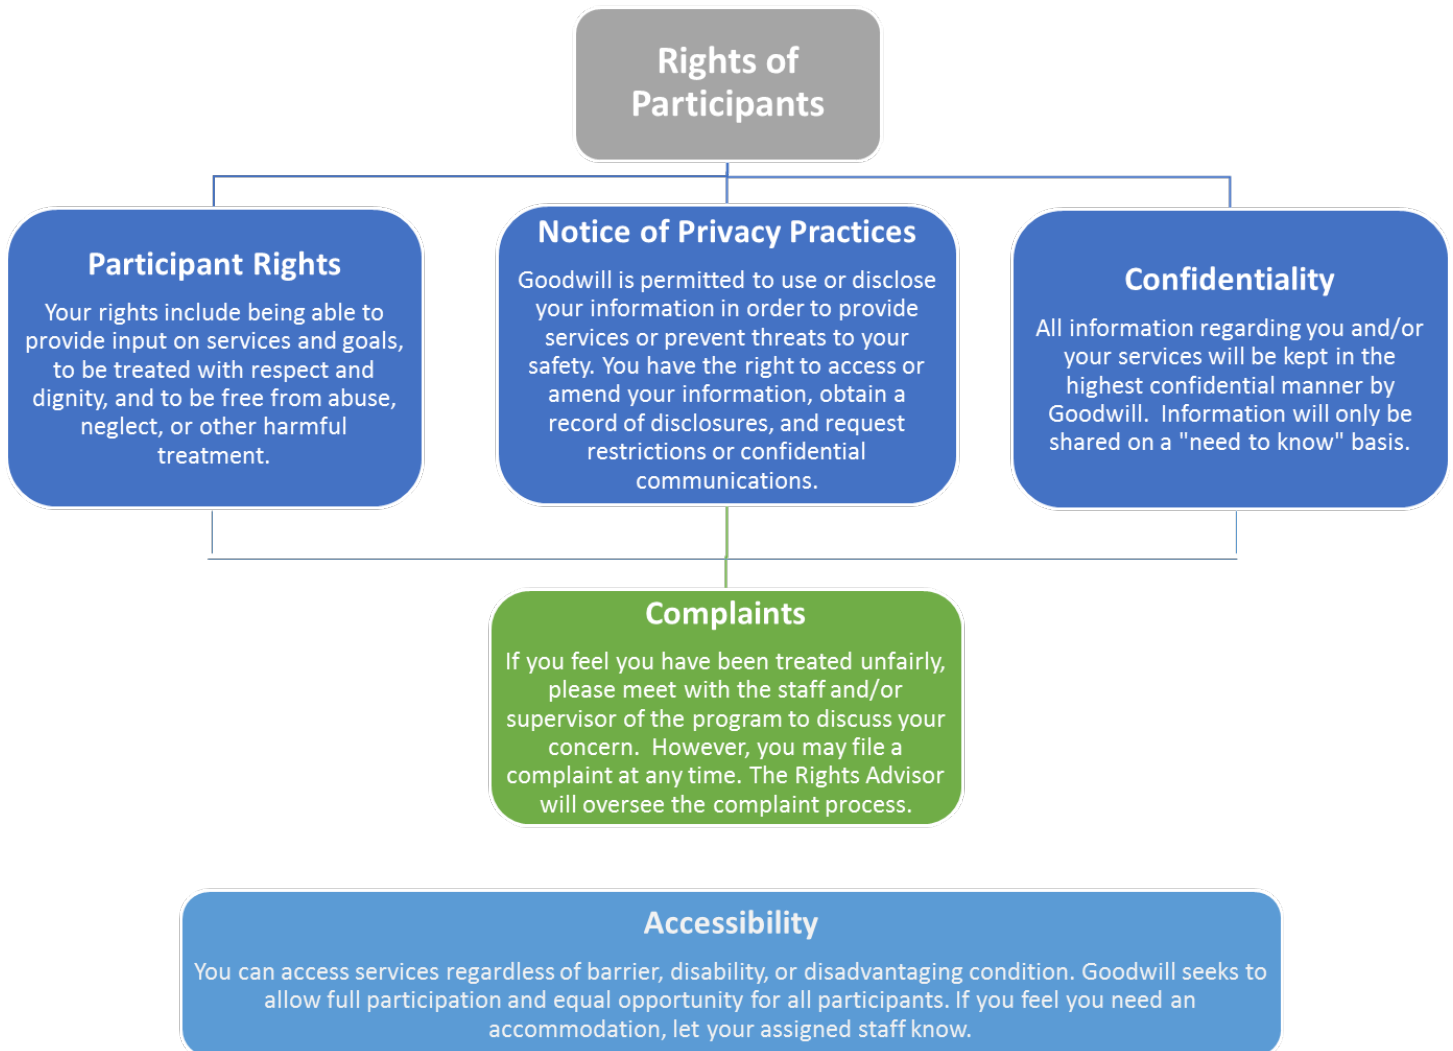 Rights of
Participants
Participant Rights
Your rights include being able to
provide input on services and goals,
to be treated with respect and
dignity, and to be free from abuse,
neglect, or other harmful
treatment.
Notice of Privacy Practices
Goodwill is permitted to use or disclose
your information in order to provide
services or prevent threats to your
safety. You have the right to access or
amend your information, obtain a
record of disclosures, and request
restrictions or confidential
communications.
Confidentiality
All information regarding you and/or
your services will be kept in the
highest confidential manner by
Goodwill.  Information will only be
shared on a "need to know" basis.
Complaints
If you feel you have been treated unfairly,
please meet with the staff and/or
supervisor of the program to discuss your
concern.  However, you may file a
complaint at any time. The Rights Advisor
will oversee the complaint process.
Accessibility
You can access services regardless of barrier, disability, or disadvantaging condition. Goodwill seeks to
allow full participation and equal opportunity for all participants. If you feel you need an
accommodation, let your assigned staff know.